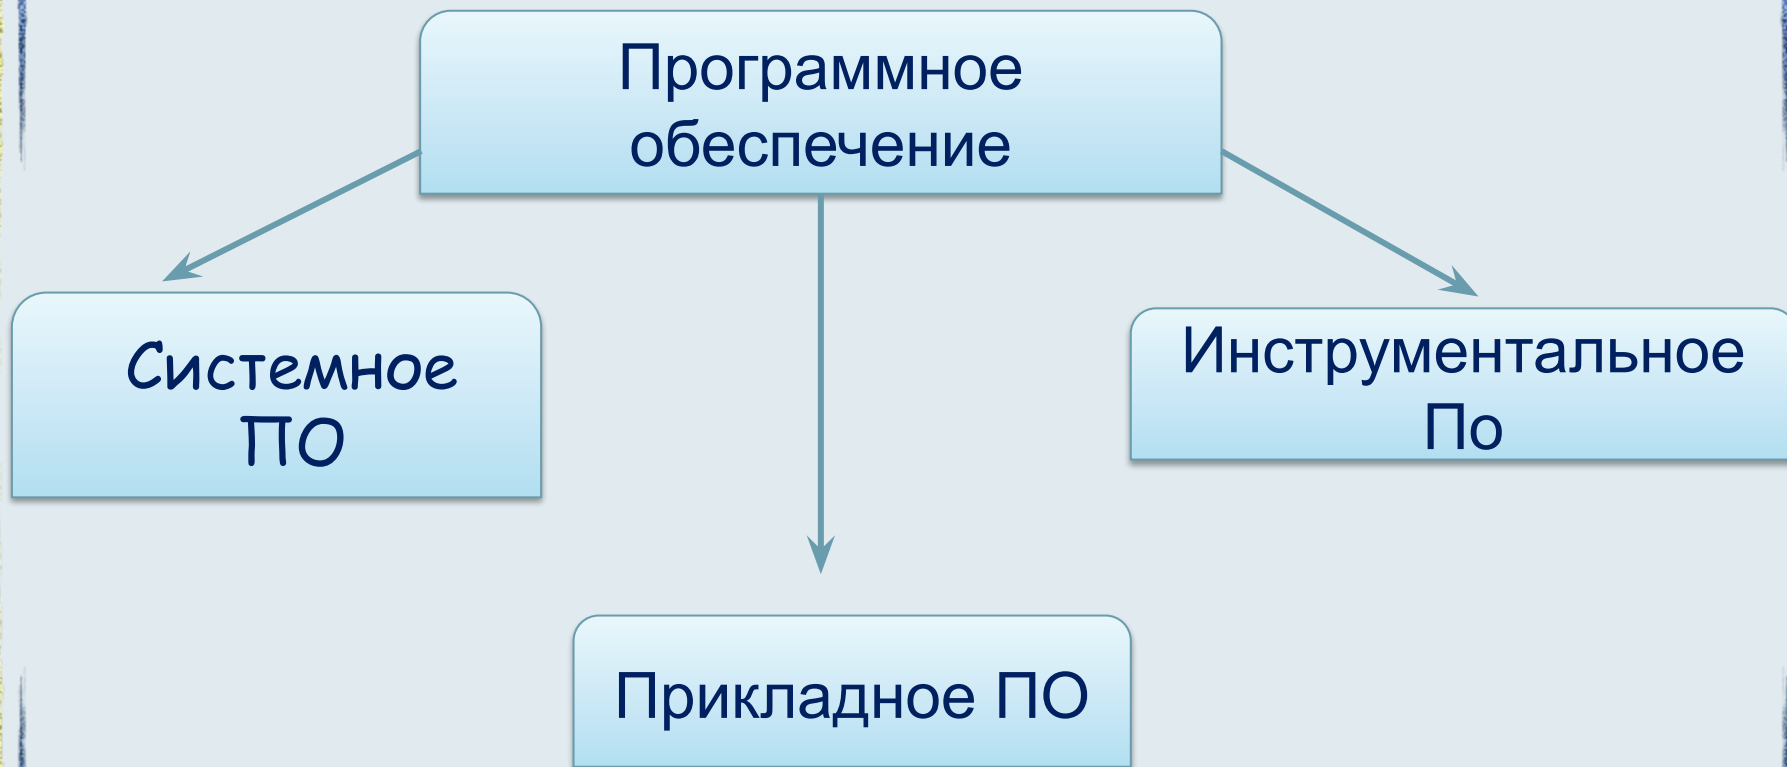 Программное
обеспечение
Системное
ПО
Инструментальное
По
Прикладное ПО